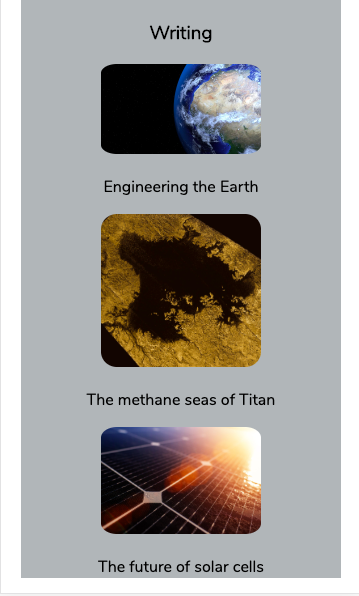 Writing
Engineering the Earth
The methane seas of Titan
The future of solar cells